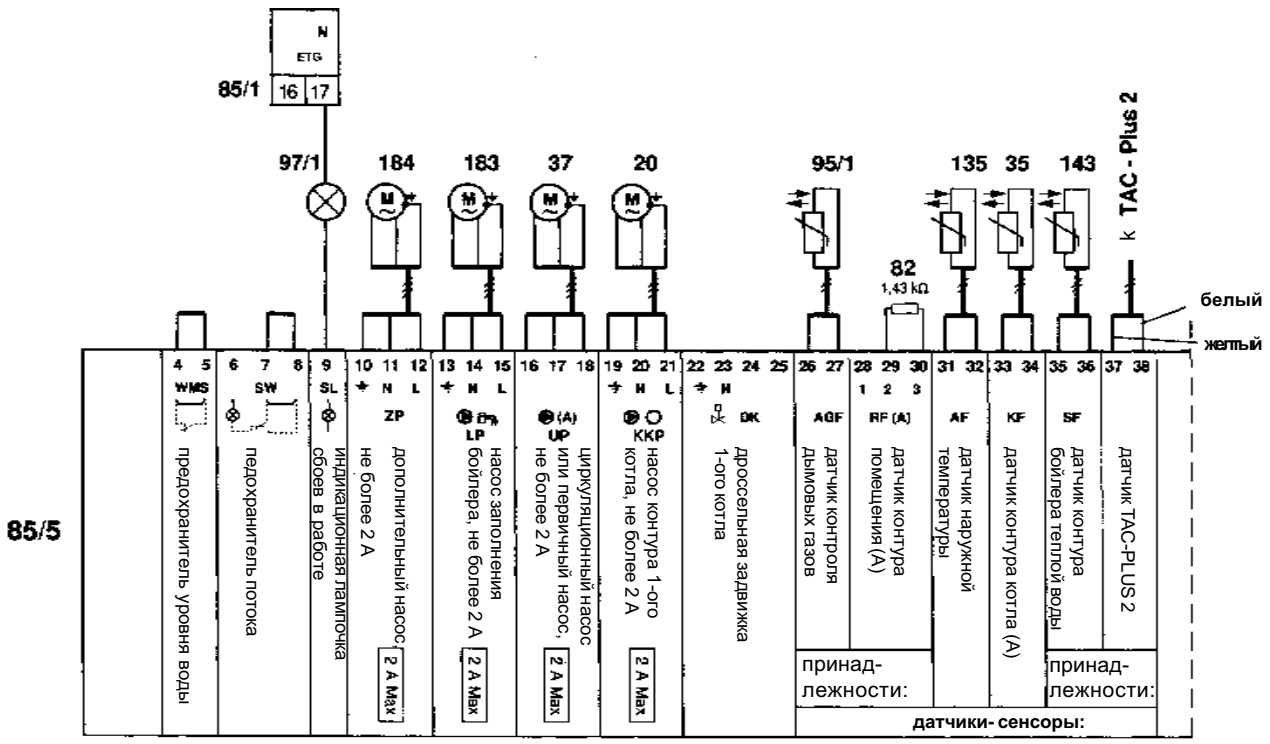 N
ETG
85/1 16 17
97/1 184 183 37 20 95/1 135 35 143
M M M M
k TAC - Plus 2
82
1,43 kΩ
белый
желтый
4 5 6 7 8 9 10 11 12 13 14 15 16 17 18 19 20 21 22 23 24 25 26 27 28 29 30 31 32 33 34 35 36 37 38
WMS SW SL N L N L N L N 1 2 3
ZP LP (A) UP KKP DK AGF RF (A) AF KF SF
85/5
предохранитель уровня воды
педохранитель потока
индикационная лампочка
сбоев в работе
дополнительный насос,
не более 2 А
насос заполнения
бойлера, не более 2 А
циркуляционный насос
или первичный насос,
не более 2 А
насос контура 1-ого
котла, не более 2 А
дроссельная задвижка
1-ого котла
датчик контроля
дымовых газов
датчик контура
помещения (А)
датчик наружной
температуры
датчик контура котла (А)
датчик контура
бойлера теплой воды
датчик TAC-PLUS 2
2 A Max
2 A Max
2 A Max
2 A Max
принад-
лежности:
принад-
лежности:
датчики- сенсоры: